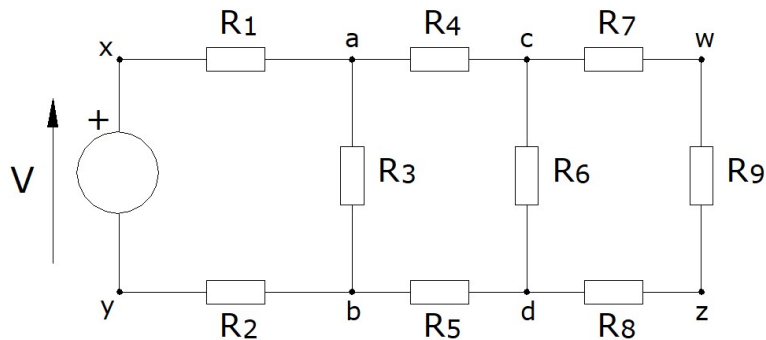 R1 R4 R7
x a c w
+
V R3 R6 R9
y b d z
R2 R5 R8